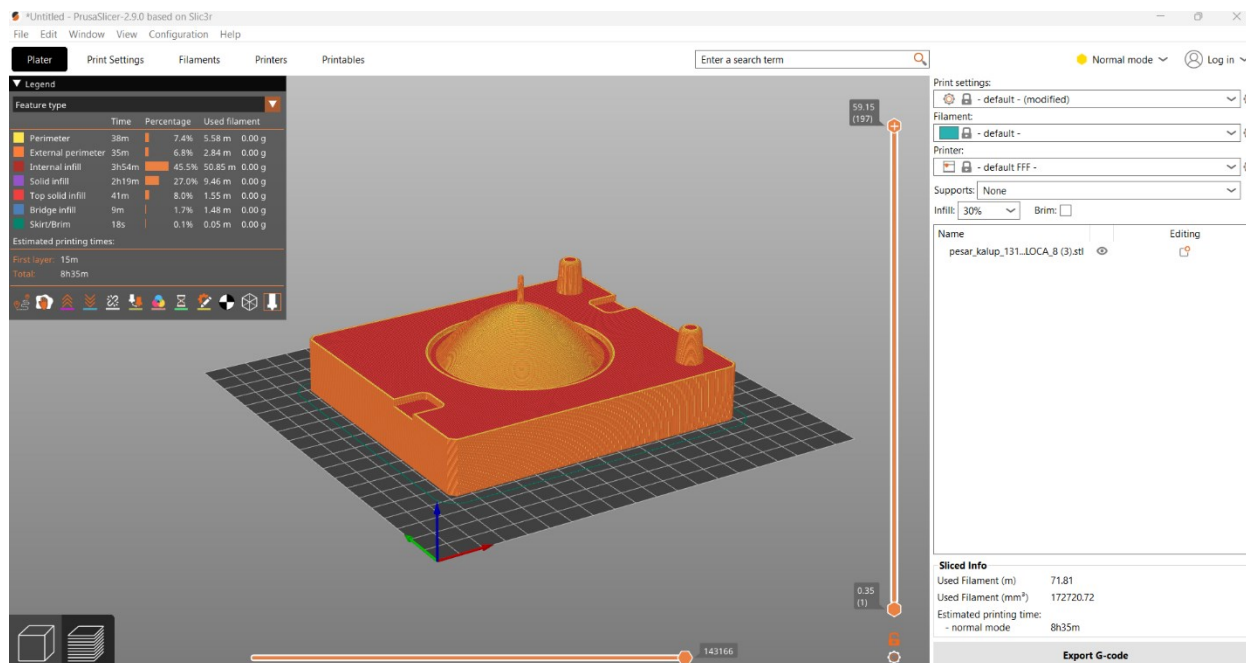 *Untitled - PrusaSlicer-2.9.0 based on Slic3r
File Edit Window View Configuration Help
Plater Print Settings Filaments Printers Printables
Enter a search term
Normal mode Log in
Legend
Feature type
Time Percentage Used filament
Perimeter 38m 7.4% 5.58 m 0.00 g
External perimeter 35m 6.8% 2.84 m 0.00 g
Internal infill 3h54m 45.5% 50.85 m 0.00 g
Solid infill 2h19m 27.0% 9.46 m 0.00 g
Top solid infill 41m 8.0% 1.55 m 0.00 g
Bridge infill 9m 1.7% 1.48 m 0.00 g
Skirt/Brim 18s 0.1% 0.05 m 0.00 g
Estimated printing times:
First layer: 15m
Total: 8h35m
59.15
(197)
0.35
(1)
143166
Print settings:
- default - (modified)
Filament:
- default -
Printer:
- default FFF -
Supports: None
Infill: 30% Brim:
Name Editing
pesar_kalup_131...LOCA_8 (3).stl
Sliced Info
Used Filament (m) 71.81
Used Filament (mm³) 172720.72
Estimated printing time:
- normal mode 8h35m
Export G-code